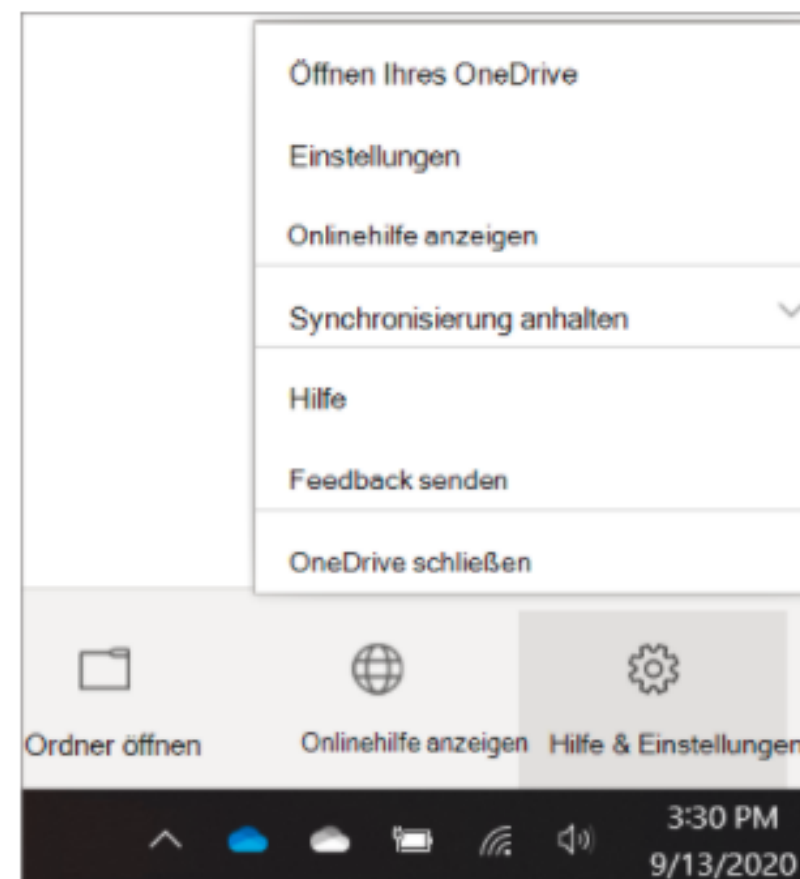 Öffnen Ihres OneDrive
Einstellungen
Onlinehilfe anzeigen
Synchronisierung anhalten
Hilfe
Feedback senden
OneDrive schließen
Ordner öffnen
Onlinehilfe anzeigen
Hilfe & Einstellungen
3:30 PM
9/13/2020